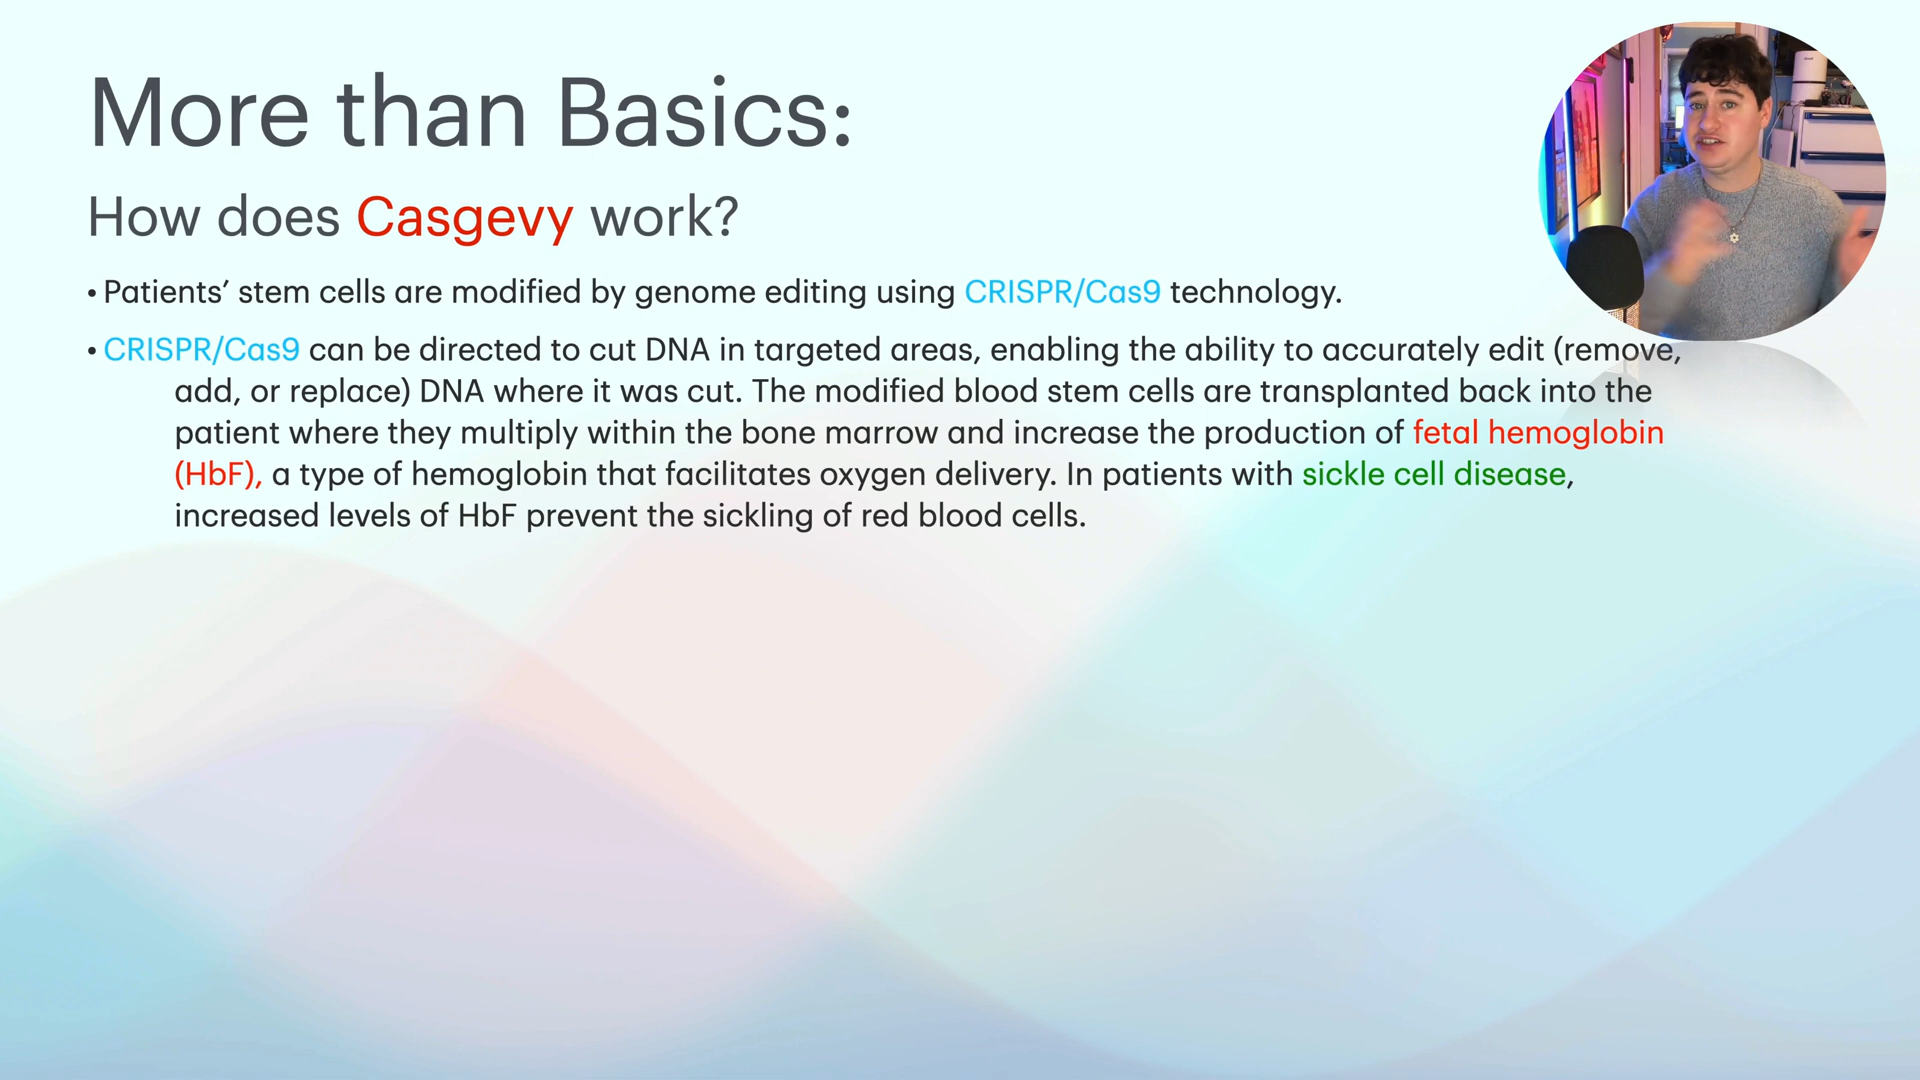 More than Basics:
How does Casgevy work?
• Patients’ stem cells are modified by genome editing using CRISPR/Cas9 technology.
• CRISPR/Cas9 can be directed to cut DNA in targeted areas, enabling the ability to accurately edit (remove,
add, or replace) DNA where it was cut. The modified blood stem cells are transplanted back into the
patient where they multiply within the bone marrow and increase the production of fetal hemoglobin
(HbF), a type of hemoglobin that facilitates oxygen delivery. In patients with sickle cell disease,
increased levels of HbF prevent the sickling of red blood cells.